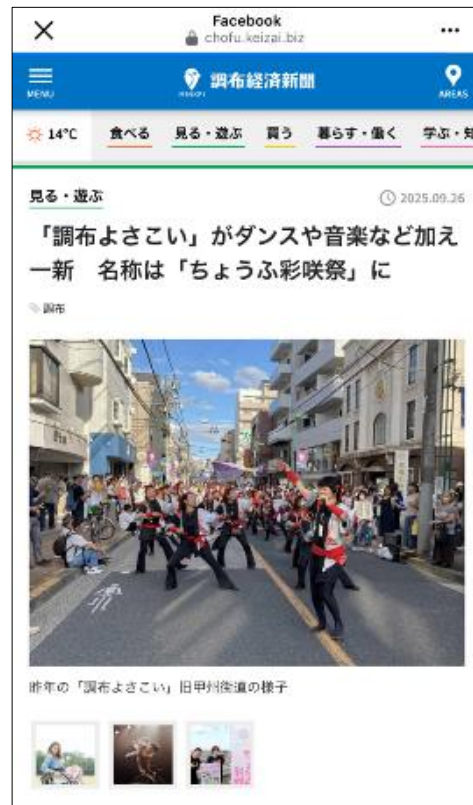 Facebook
chofu.keizai.biz
MENU
調布経済新聞
AREAS
14°C
食べる
見る・遊ぶ
買う
暮らす・働く
学ぶ・知
見る・遊ぶ
2025.09.26
「調布よさこい」がダンスや音楽など加え
一新 名称は「ちょうふ彩咲祭」に
調布
昨年の「調布よさこい」旧甲州街道の様子